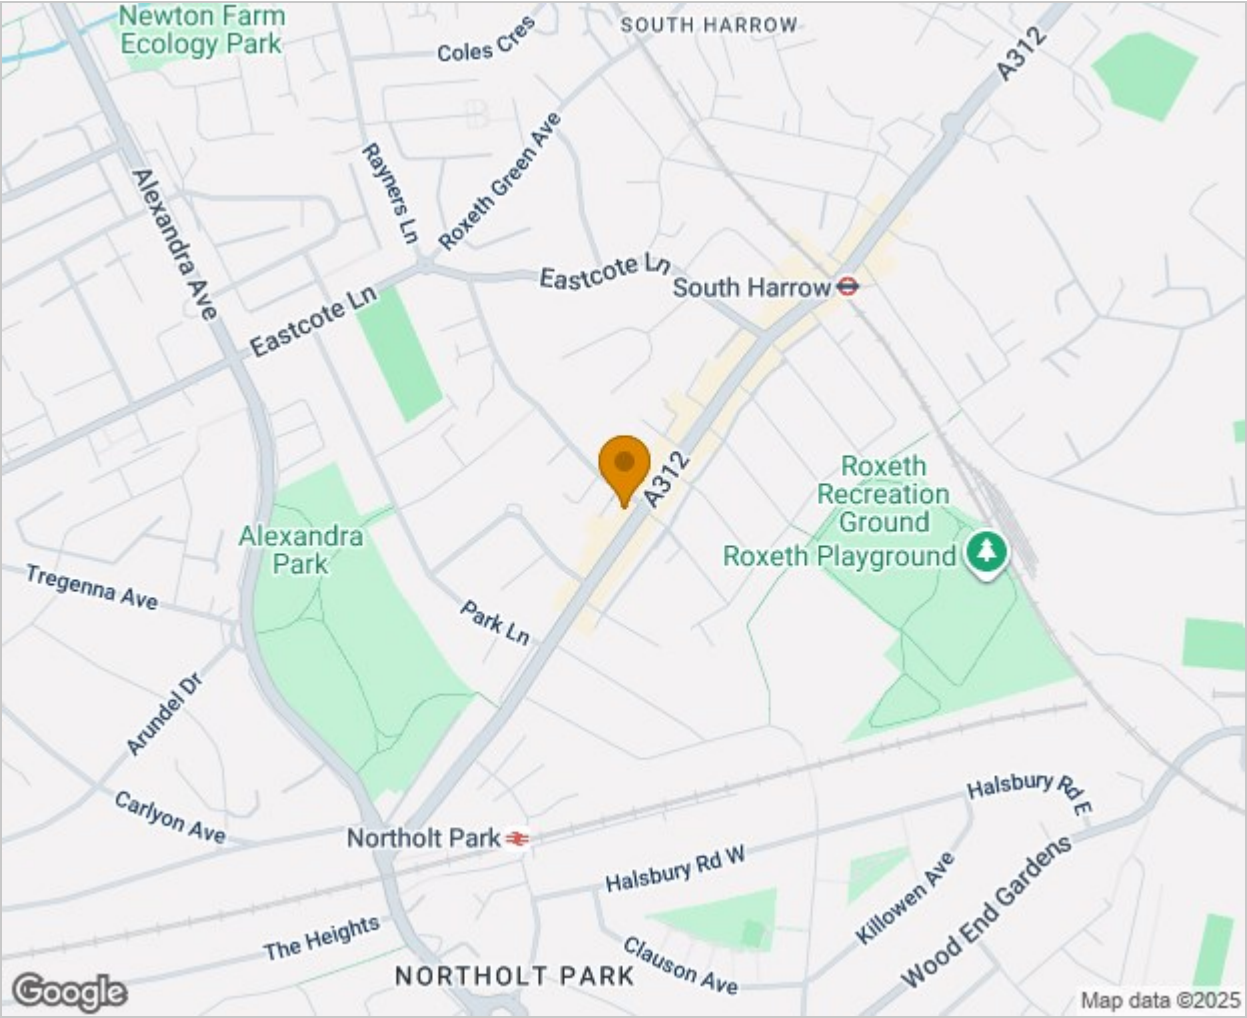 Newton Farm
Ecology Park
Coles Cres
SOUTH HARROW
A312
Rayners Ln
Roxeth Green Ave
Alexandra Ave
Eastcote Ln
South Harrow
Eastcote Ln
A312
Roxeth
Recreation
Ground
Roxeth Playground
Alexandra
Park
Tregenna Ave
Park Ln
Arundel Dr
Carlyon Ave
Northolt Park
Halsbury Rd E
Halsbury Rd W
Killowen Ave
Wood End Gardens
The Heights
Clauson Ave
NORTHOLT PARK
Google
Map data ©2025